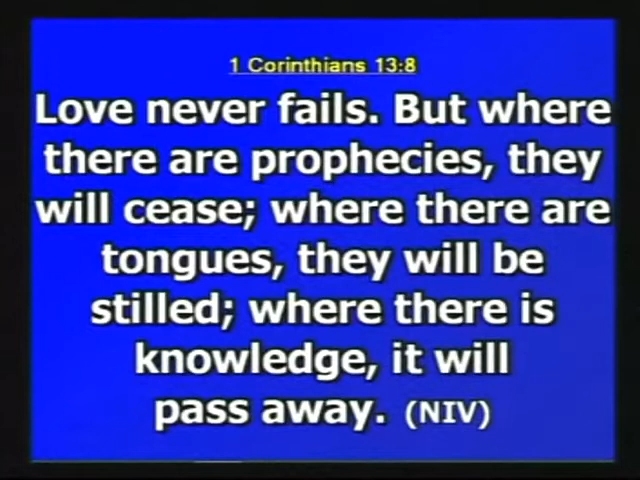 1 Corinthians 13:8
Love never fails. But where
there are prophecies, they
will cease; where there are
tongues, they will be
stilled; where there is
knowledge, it will
pass away. (NIV)